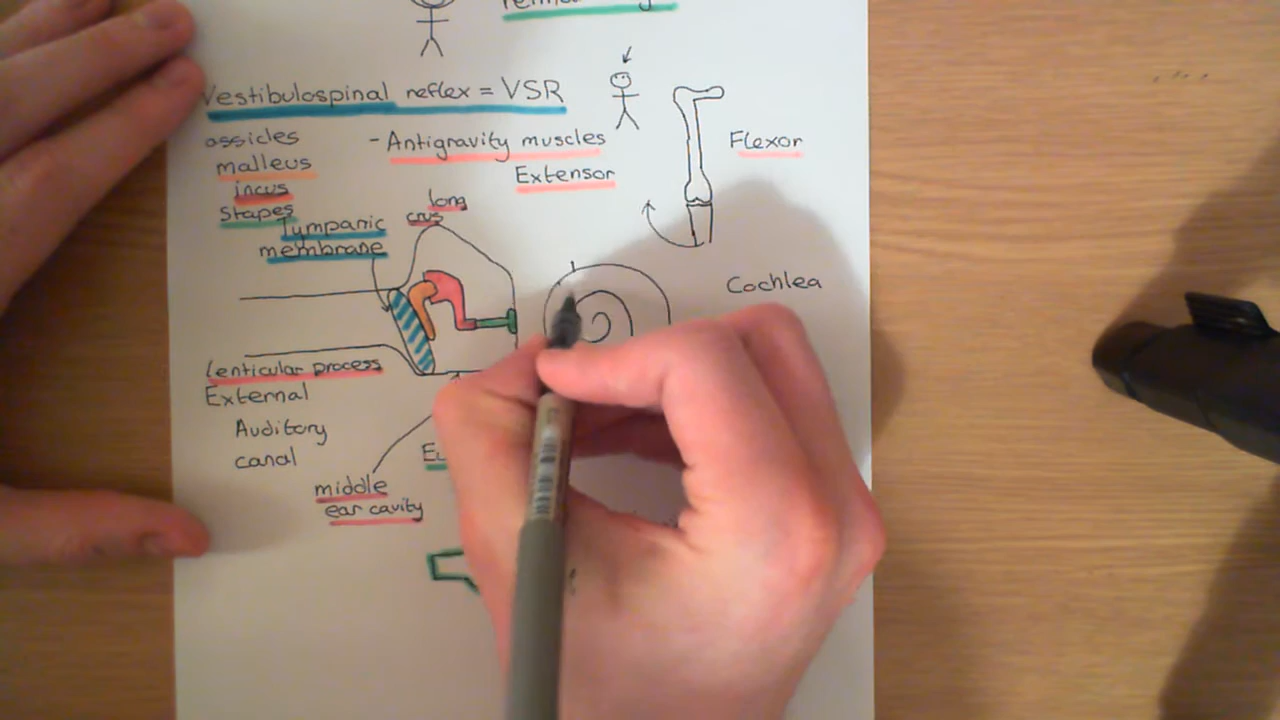 Vestibulospinal reflex = VSR
ossicles
malleus
incus
stapes
- Antigravity muscles
Extensor
Flexor
Tympanic
membrane
long
crus
Cochlea
Lenticular process
External
Auditory
canal
middle
ear cavity